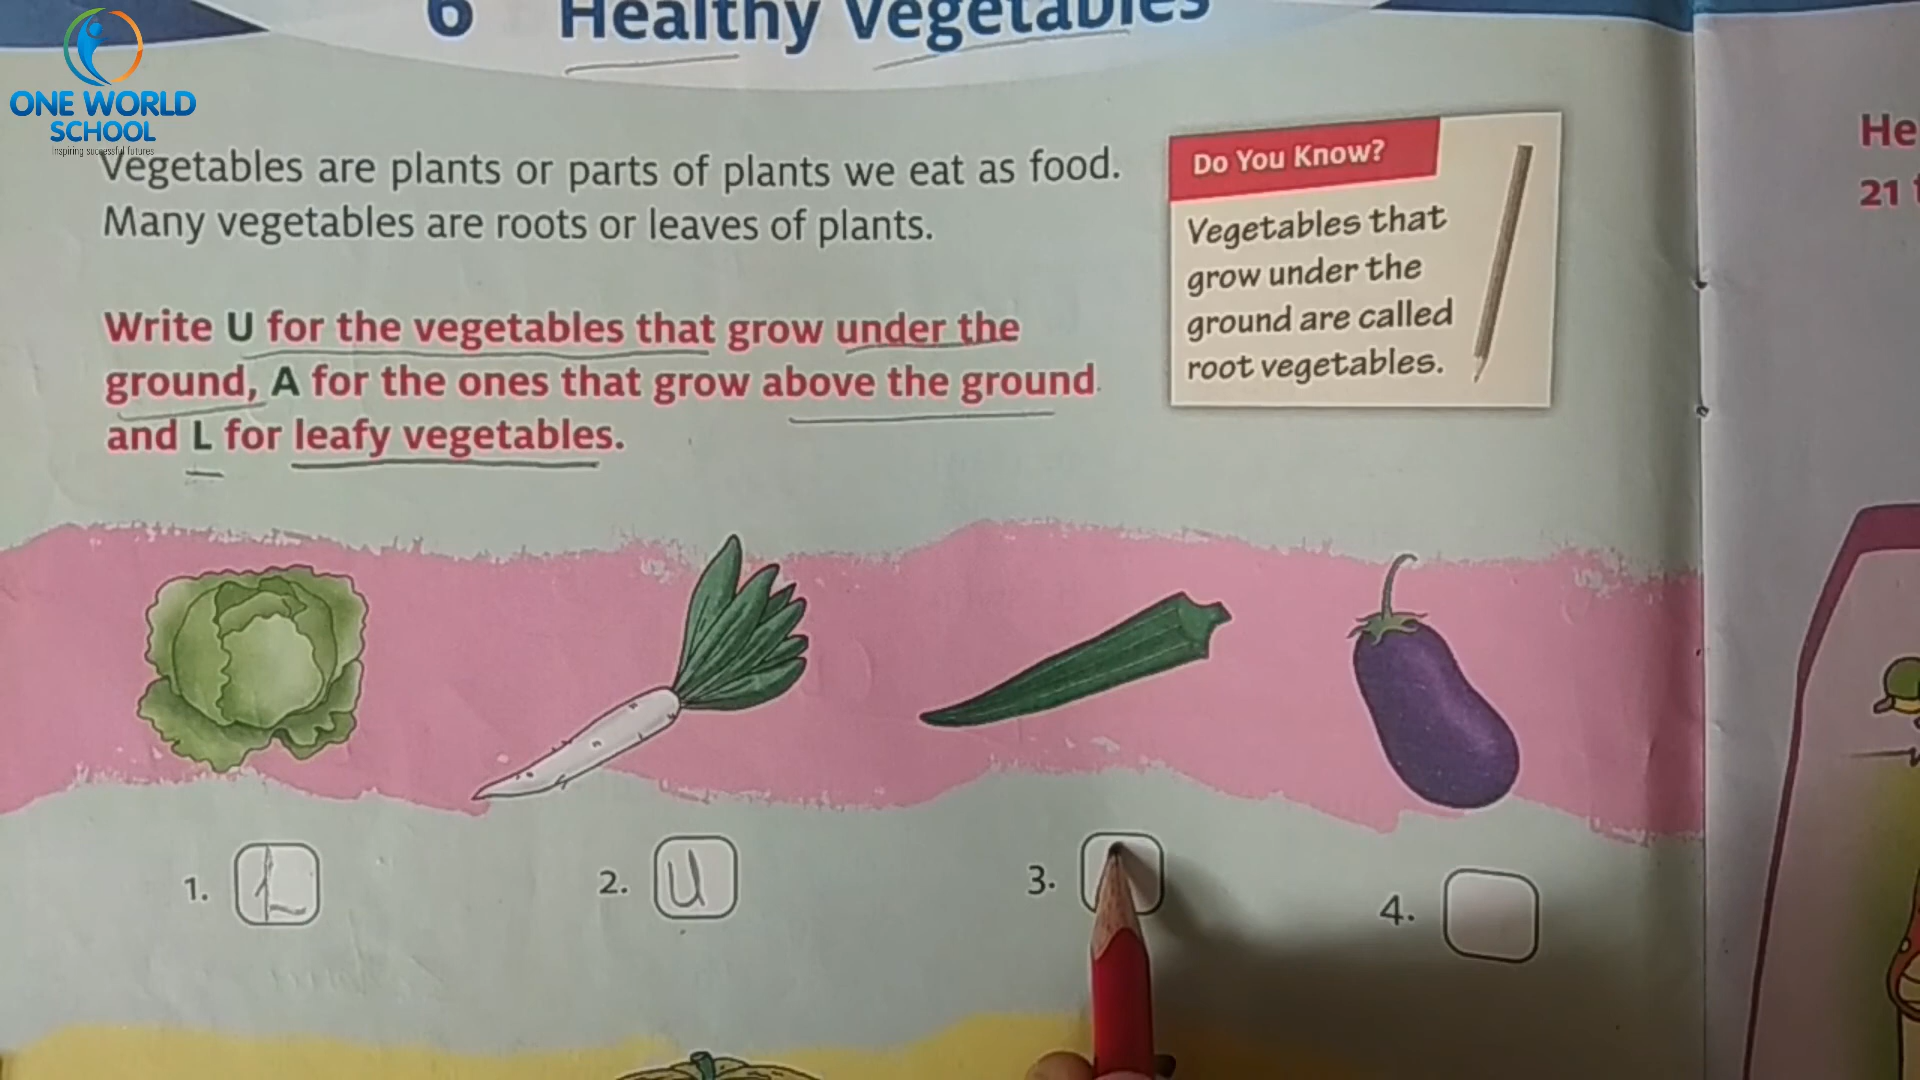 6 Healthy Vegetables
ONE WORLD
SCHOOL
Inspiring successful futures
Vegetables are plants or parts of plants we eat as food.
Many vegetables are roots or leaves of plants.
Do You Know?
Vegetables that
grow under the
ground are called
root vegetables.
Write U for the vegetables that grow under the
ground, A for the ones that grow above the ground
and L for leafy vegetables.
1. L
2. U
3.
4.
He
21